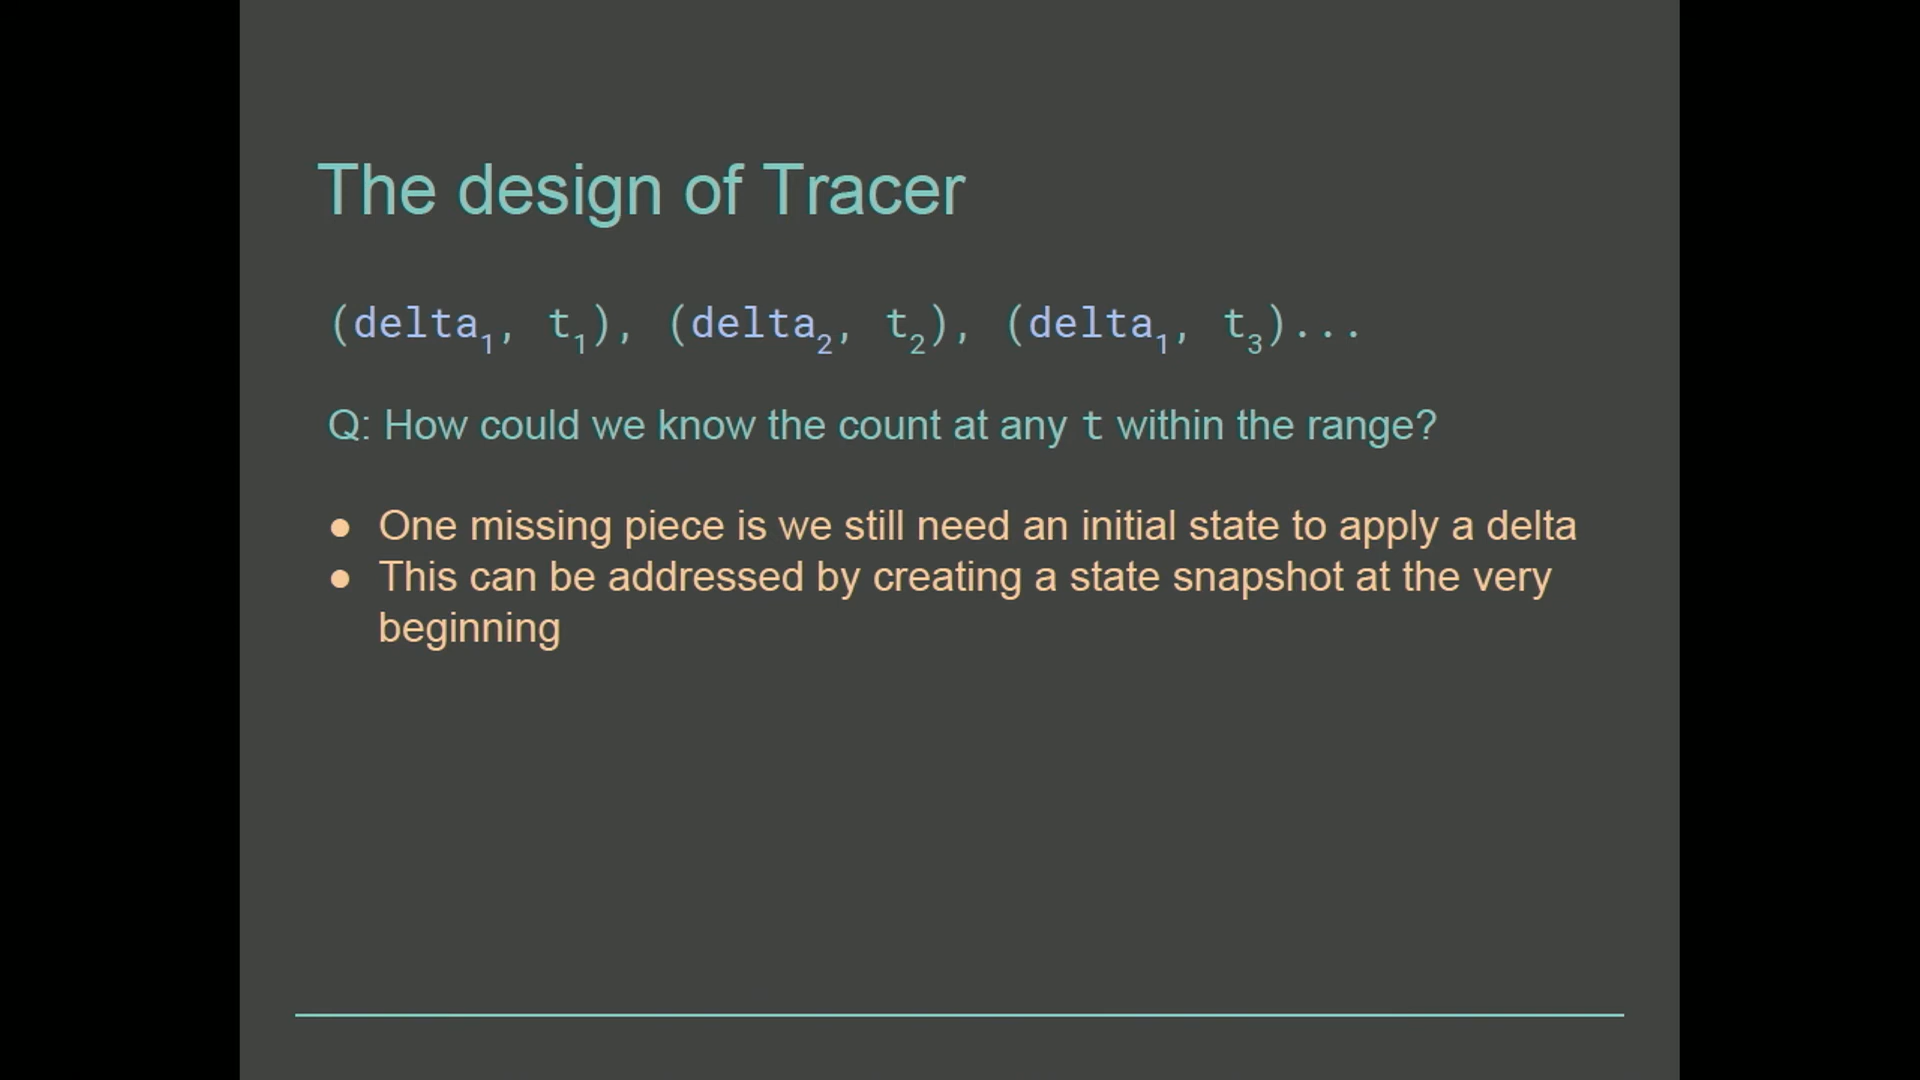 The design of Tracer
(delta₁, t₁), (delta₂, t₂), (delta₁, t₃)...
Q: How could we know the count at any t within the range?
● One missing piece is we still need an initial state to apply a delta
● This can be addressed by creating a state snapshot at the very
beginning